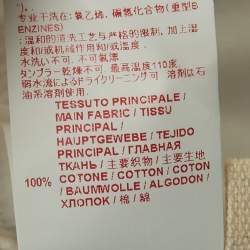 专业干洗在:氯乙烯、碳氢化合物(重型B
ENZINES)
;温和的清洗工艺与严格的限制,加上湿
度和/或机械作用和/或温度.
水洗い不可、不可氯漂
タンブラー乾燥不可、最高温度110度
弱水流によるドライクリーニング可 溶剤は石
油系溶剤使用.
TESSUTO PRINCIPALE /
MAIN FABRIC / TISSU
PRINCIPAL /
HAUPTGEWEBE / TEJIDO
PRINCIPAL / ГЛАВНАЯ
ТКАНЬ / 主要织物 / 主要生地
100% COTONE / COTTON / COTON
/ BAUMWOLLE / ALGODON /
ХЛОПОК / 棉 / 綿